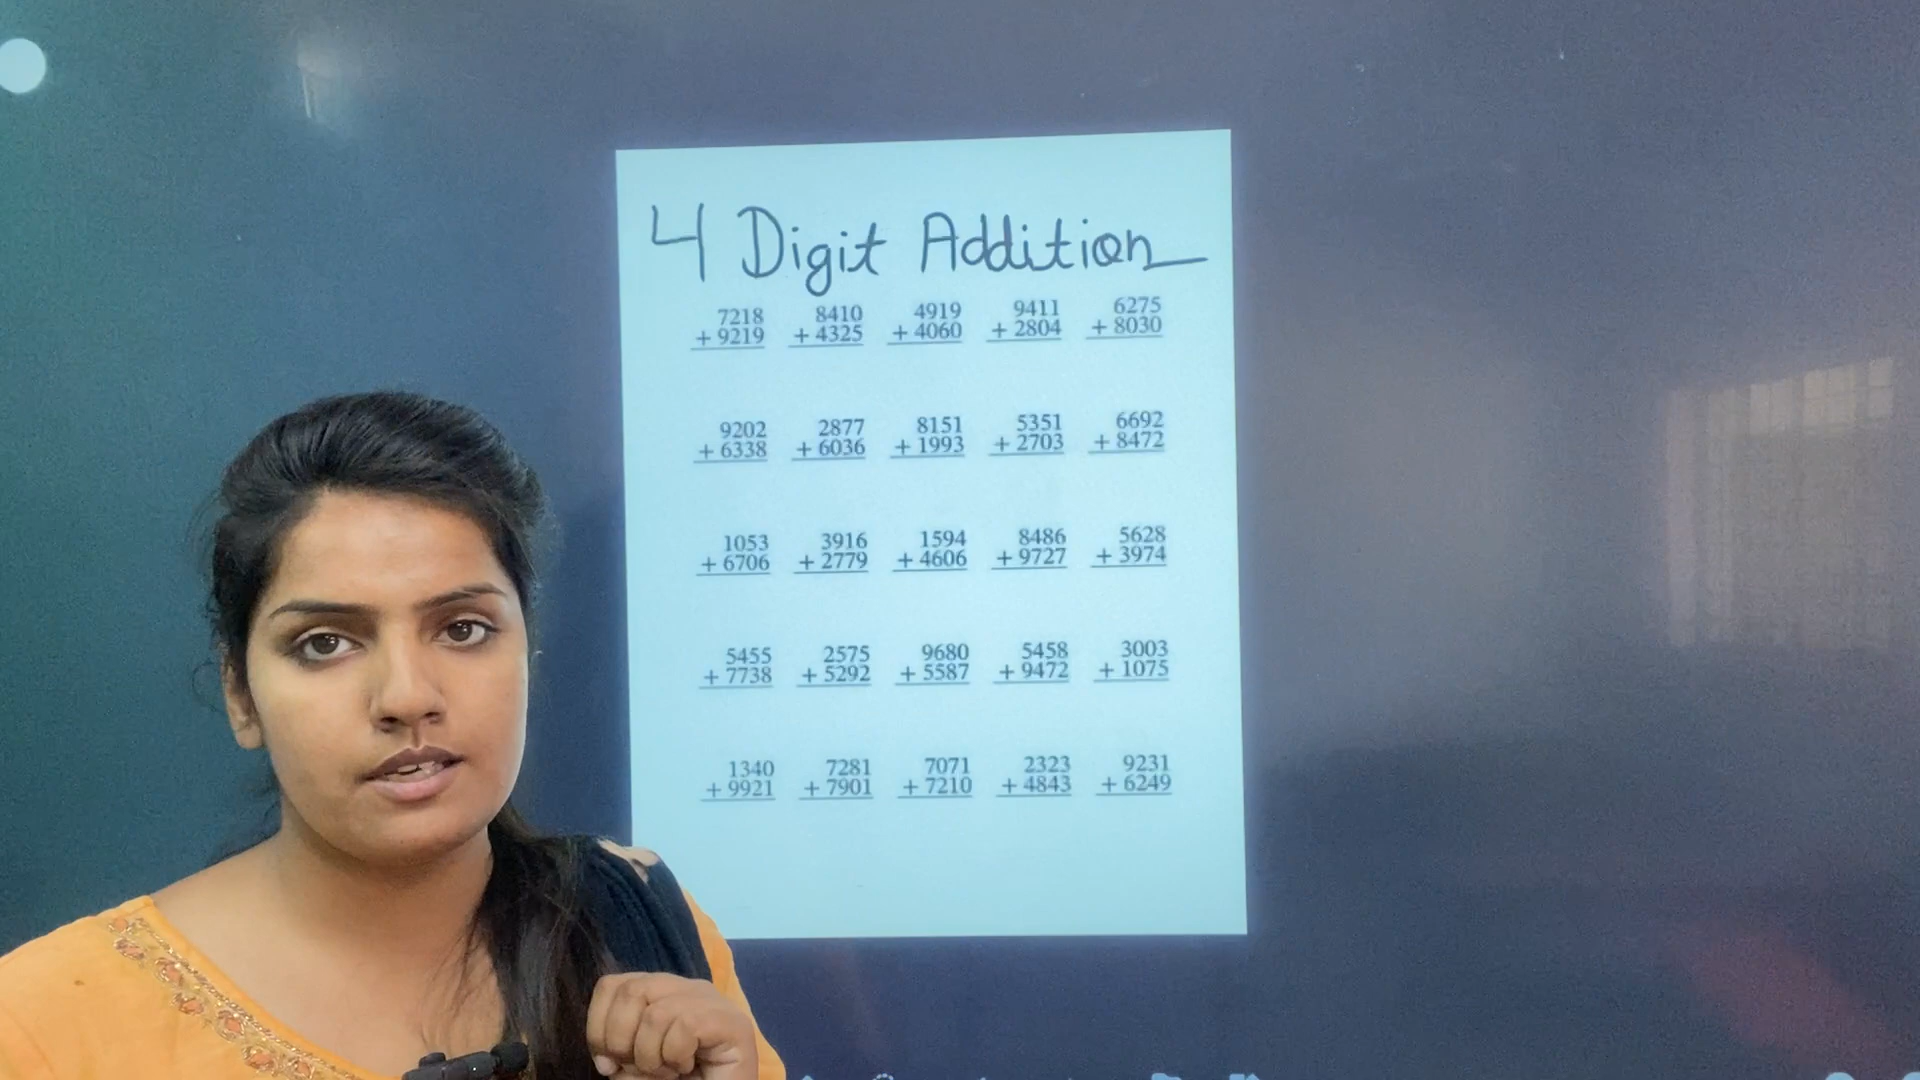 4 Digit Addition
7218 8410 4919 9411 6275
+ 9219 + 4325 + 4060 + 2804 + 8030
9202 2877 8151 5351 6692
+ 6338 + 6036 + 1993 + 2703 + 8472
1053 3916 1594 8486 5628
+ 6706 + 2779 + 4606 + 9727 + 3974
5455 2575 9680 5458 3003
+ 7738 + 5292 + 5587 + 9472 + 1075
1340 7281 7071 2323 9231
+ 9921 + 7901 + 7210 + 4843 + 6249